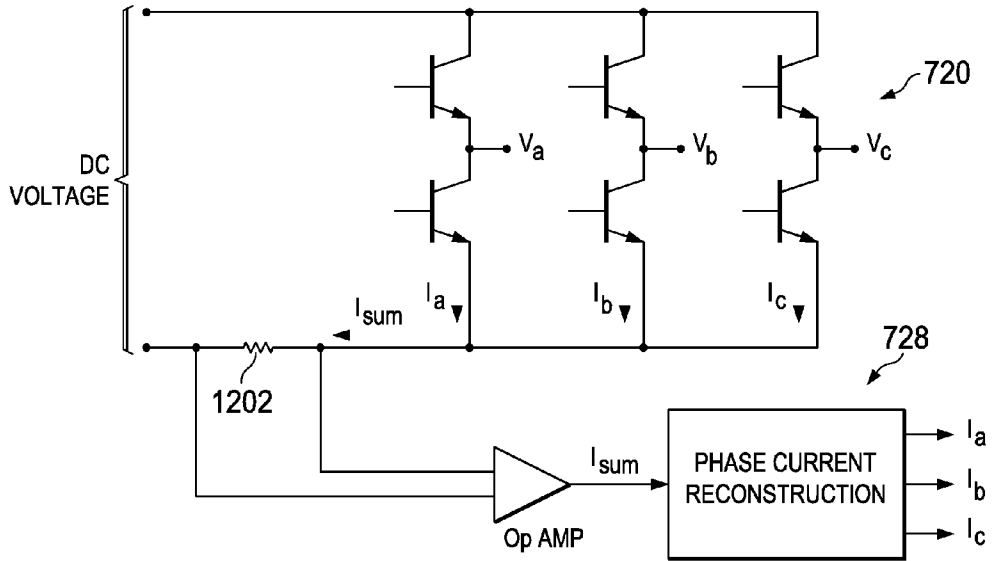 720
DC
VOLTAGE
Va
Vb
Vc
Ia
Ib
Ic
Isum
1202
728
Op AMP
Isum
PHASE CURRENT
RECONSTRUCTION
Ia
Ib
Ic